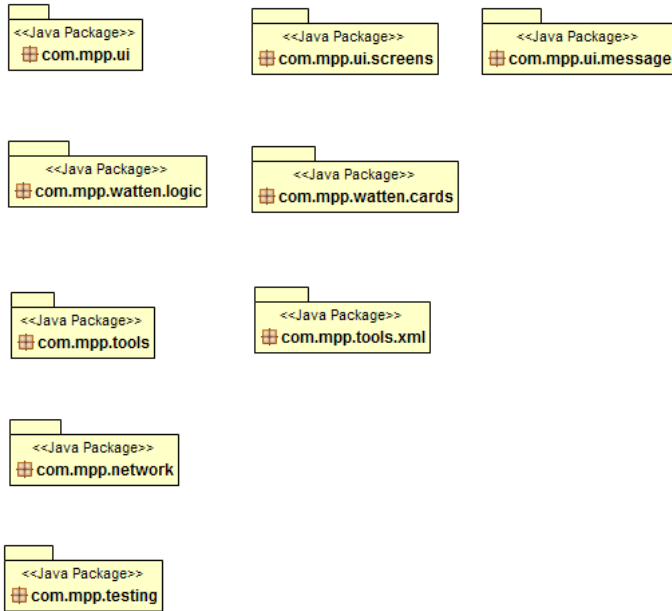 <<Java Package>>
com.mpp.ui
<<Java Package>>
com.mpp.ui.screens
<<Java Package>>
com.mpp.ui.message
<<Java Package>>
com.mpp.watten.logic
<<Java Package>>
com.mpp.watten.cards
<<Java Package>>
com.mpp.tools
<<Java Package>>
com.mpp.tools.xml
<<Java Package>>
com.mpp.network
<<Java Package>>
com.mpp.testing